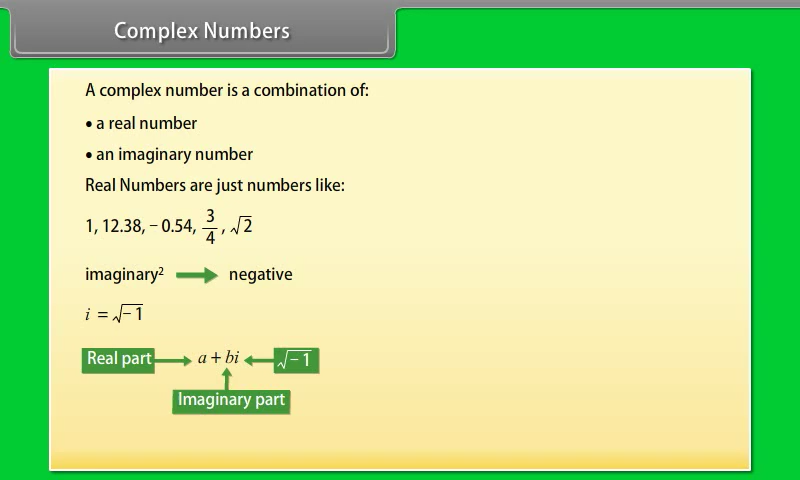 Complex Numbers
A complex number is a combination of:
• a real number
• an imaginary number
Real Numbers are just numbers like:
1, 12.38, − 0.54, 3/4, √2
imaginary² → negative
i = √−1
Real part → a + bi ← √−1
Imaginary part